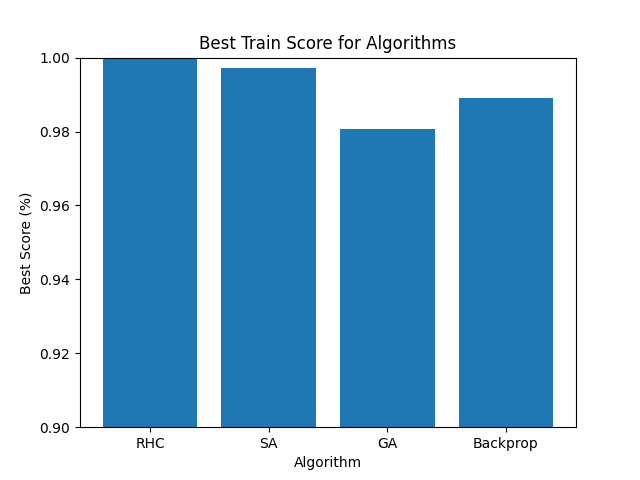 Best Train Score for Algorithms
1.00
0.98
0.96
0.94
0.92
0.90
Best Score (%)
RHC SA GA Backprop
Algorithm